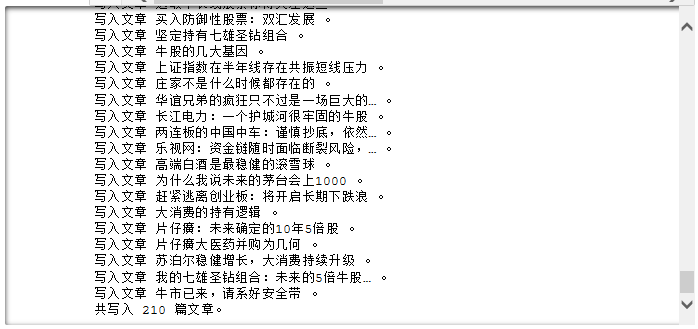 写入文章 买入防御性股票：双汇发展 。
写入文章 坚定持有七雄圣钻组合 。
写入文章 牛股的几大基因 。
写入文章 上证指数在半年线存在共振短线压力 。
写入文章 庄家不是什么时候都存在的 。
写入文章 华谊兄弟的疯狂只不过是一场巨大的… 。
写入文章 长江电力：一个护城河很牢固的牛股 。
写入文章 两连板的中国中车：谨慎抄底，依然… 。
写入文章 乐视网：资金链随时面临断裂风险，… 。
写入文章 高端白酒是最稳健的滚雪球 。
写入文章 为什么我说未来的茅台会上1000 。
写入文章 赶紧逃离创业板：将开启长期下跌浪 。
写入文章 大消费的持有逻辑 。
写入文章 片仔癀：未来确定的10年5倍股 。
写入文章 片仔癀大医药并购为几何 。
写入文章 苏泊尔稳健增长，大消费持续升级 。
写入文章 我的七雄圣钻组合：未来的5倍牛股… 。
写入文章 牛市已来，请系好安全带 。
共写入 210 篇文章。